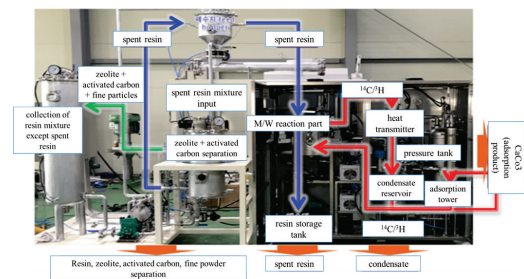 spent resin
spent resin
zeolite +
activated carbon
+ fine particles
spent resin mixture
input
¹⁴C/³H
collection of
resin mixture
except spent
resin
M/W reaction part
heat
transmitter
zeolite + activated
carbon separation
pressure tank
CaCo3
(adsorption
product)
condensate
reservoir
adsorption
tower
resin storage
tank
¹⁴C/³H
Resin, zeolite, activated carbon, fine powder
separation
spent resin
condensate